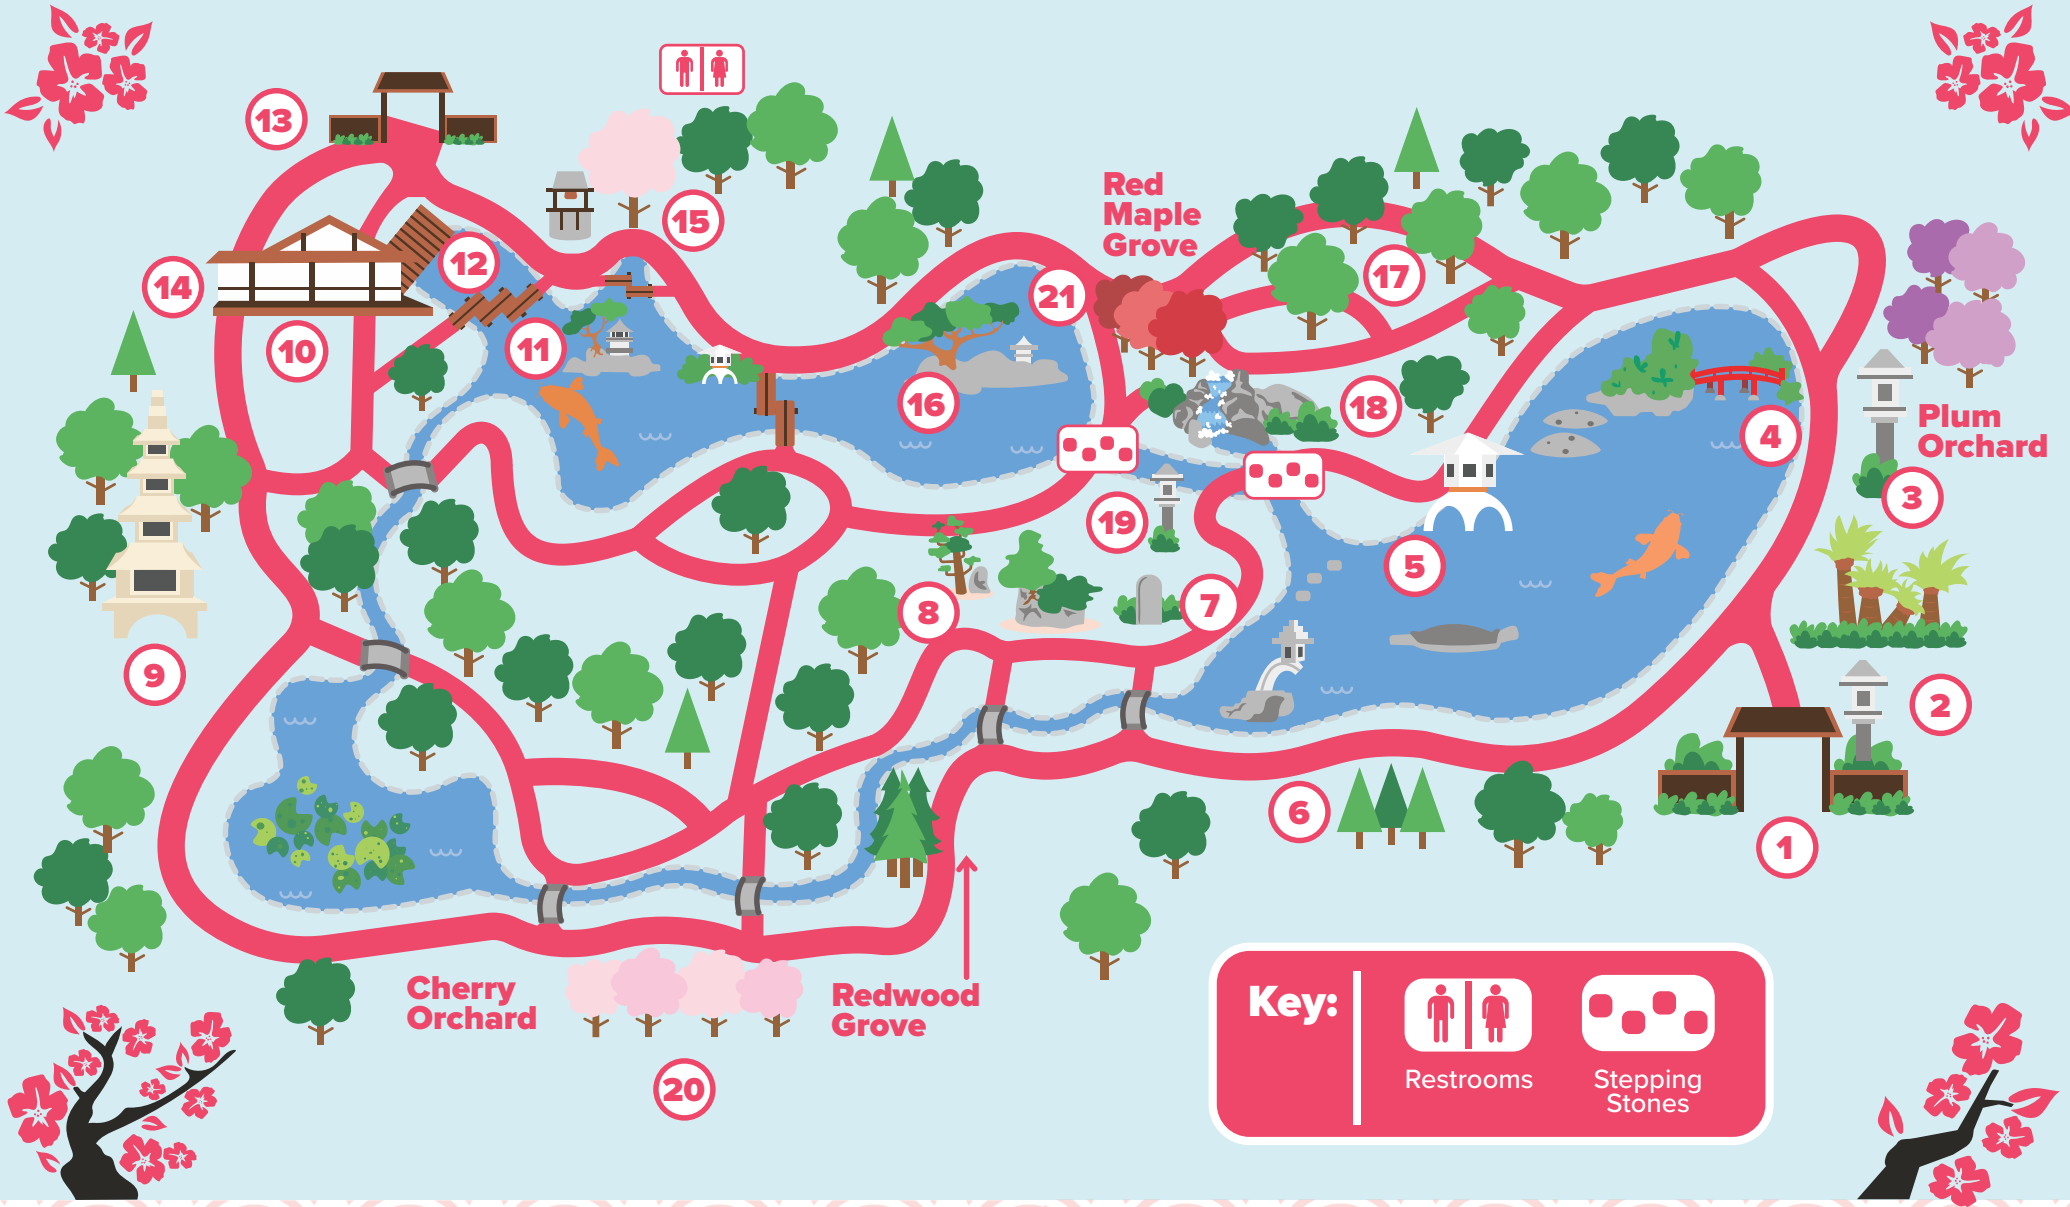 13
Red
Maple
Grove
15
12
17
14
21
11
10
16
18
4
Plum
Orchard
3
19
5
8
7
9
2
6
1
Cherry
Orchard
Redwood
Grove
20
Key:
Restrooms
Stepping
Stones